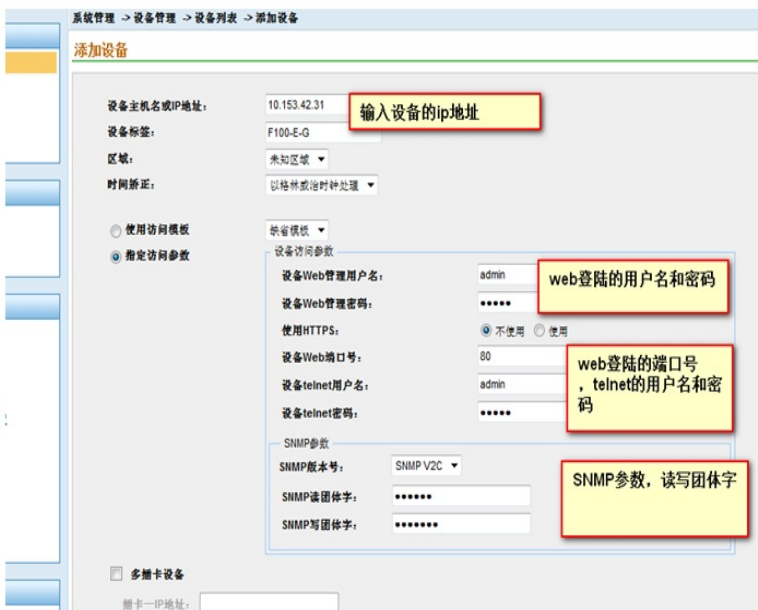 系统管理 -> 设备管理 -> 设备列表 -> 添加设备
添加设备
设备主机名或IP地址： 10.153.42.31
输入设备的ip地址
设备标签： F100-E-G
区域： 未知区域
时间矫正： 以格林威治时钟处理
使用访问模板 缺省模板
指定访问参数
设备访问参数
设备Web管理用户名： admin
web登陆的用户名和密码
设备Web管理密码： •••••
使用HTTPS： 不使用 使用
设备Web端口号： 80
web登陆的端口号
，telnet的用户名和密
码
设备telnet用户名： admin
设备telnet密码： •••••
SNMP参数
SNMP版本号： SNMP V2C
SNMP参数，读写团体字
SNMP读团体字： ••••••
SNMP写团体字： •••••••
多插卡设备
插卡一IP地址：